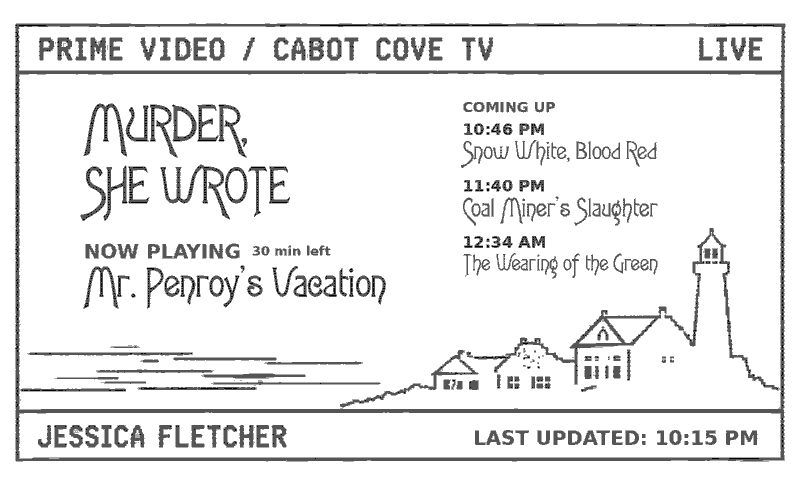 PRIME VIDEO / CABOT COVE TV
LIVE
MURDER,
SHE WROTE
NOW PLAYING 30 min left
Mr. Penroy's Vacation
COMING UP
10:46 PM
Snow White, Blood Red
11:40 PM
Coal Miner's Slaughter
12:34 AM
The Wearing of the Green
JESSICA FLETCHER
LAST UPDATED: 10:15 PM